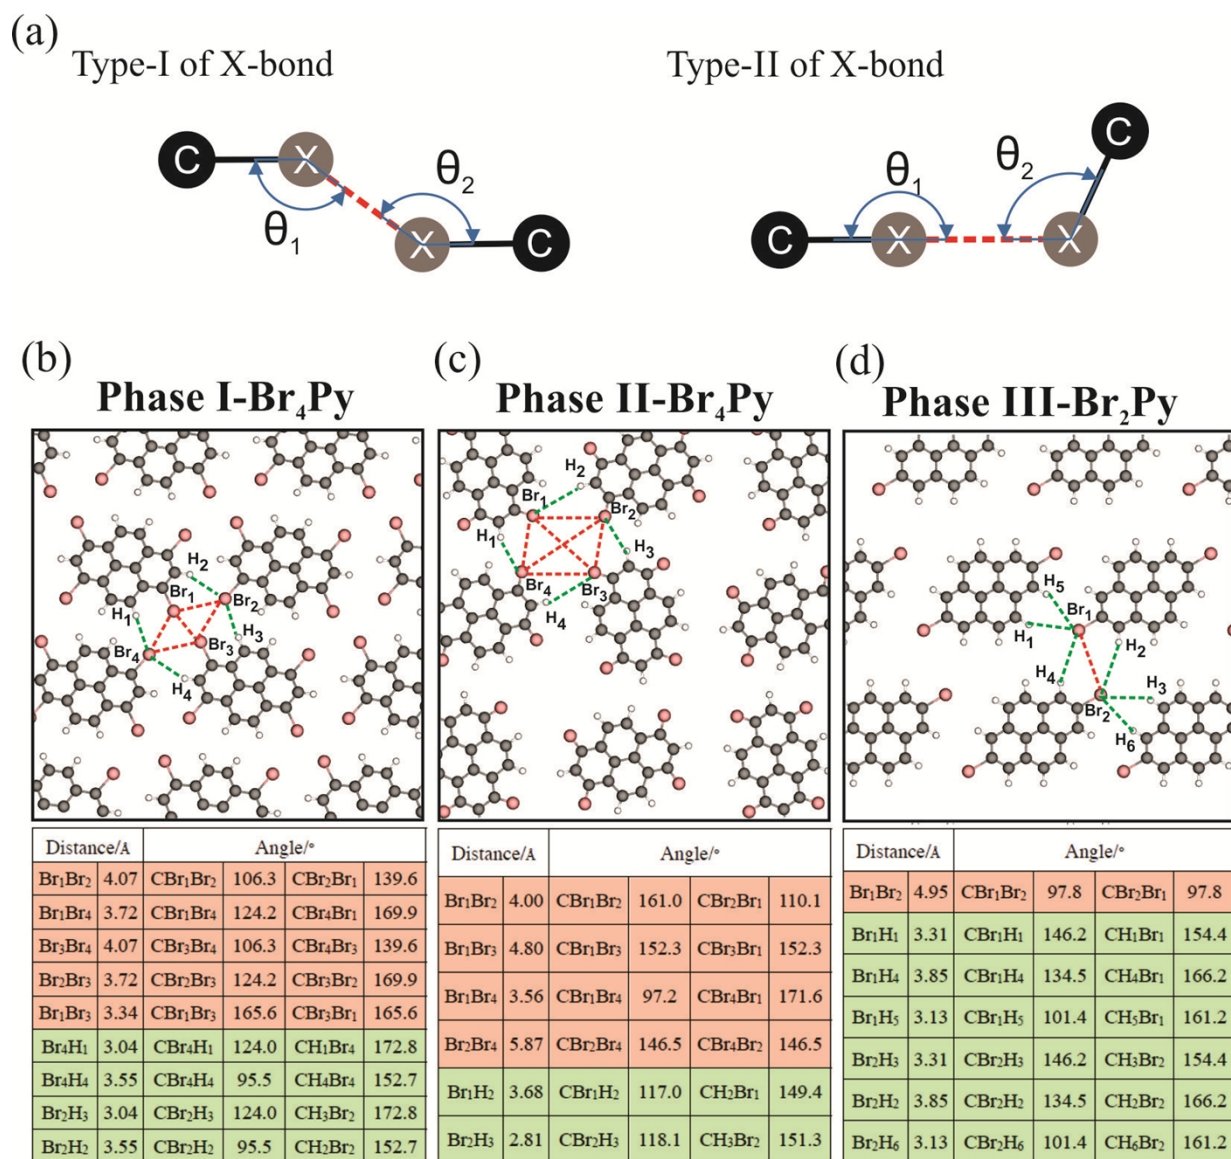 (a)
Type-I of X-bond
Type-II of X-bond
C X θ₁ θ₂ X C
C X θ₁ θ₂ X C
(b)
Phase I-Br₄Py
(c)
Phase II-Br₄Py
(d)
Phase III-Br₂Py
H₂
Br₁
Br₂
H₁
Br₃
H₃
Br₄
H₄
H₂
Br₁
Br₂
H₁
H₃
Br₄
Br₃
H₄
H₅
Br₁
H₁
H₂
H₄
H₃
Br₂
H₆
Distance/Å Angle/°
Br₁Br₂ 4.07 CBr₁Br₂ 106.3 CBr₂Br₁ 139.6
Br₁Br₄ 3.72 CBr₁Br₄ 124.2 CBr₄Br₁ 169.9
Br₃Br₄ 4.07 CBr₃Br₄ 106.3 CBr₄Br₃ 139.6
Br₂Br₃ 3.72 CBr₂Br₃ 124.2 CBr₃Br₂ 169.9
Br₁Br₃ 3.34 CBr₁Br₃ 165.6 CBr₃Br₁ 165.6
Br₄H₁ 3.04 CBr₄H₁ 124.0 CH₁Br₄ 172.8
Br₄H₄ 3.55 CBr₄H₄ 95.5 CH₄Br₄ 152.7
Br₂H₃ 3.04 CBr₂H₃ 124.0 CH₃Br₂ 172.8
Br₂H₂ 3.55 CBr₂H₂ 95.5 CH₂Br₂ 152.7
Distance/Å Angle/°
Br₁Br₂ 4.00 CBr₁Br₂ 161.0 CBr₂Br₁ 110.1
Br₁Br₃ 4.80 CBr₁Br₃ 152.3 CBr₃Br₁ 152.3
Br₁Br₄ 3.56 CBr₁Br₄ 97.2 CBr₄Br₁ 171.6
Br₂Br₄ 5.87 CBr₂Br₄ 146.5 CBr₄Br₂ 146.5
Br₁H₂ 3.68 CBr₁H₂ 117.0 CH₂Br₁ 149.4
Br₂H₃ 2.81 CBr₂H₃ 118.1 CH₃Br₂ 151.3
Distance/Å Angle/°
Br₁Br₂ 4.95 CBr₁Br₂ 97.8 CBr₂Br₁ 97.8
Br₁H₁ 3.31 CBr₁H₁ 146.2 CH₁Br₁ 154.4
Br₁H₄ 3.85 CBr₁H₄ 134.5 CH₄Br₁ 166.2
Br₁H₅ 3.13 CBr₁H₅ 101.4 CH₅Br₁ 161.2
Br₂H₃ 3.31 CBr₂H₃ 146.2 CH₃Br₂ 154.4
Br₂H₂ 3.85 CBr₂H₂ 134.5 CH₂Br₂ 166.2
Br₂H₆ 3.13 CBr₂H₆ 101.4 CH₆Br₂ 161.2